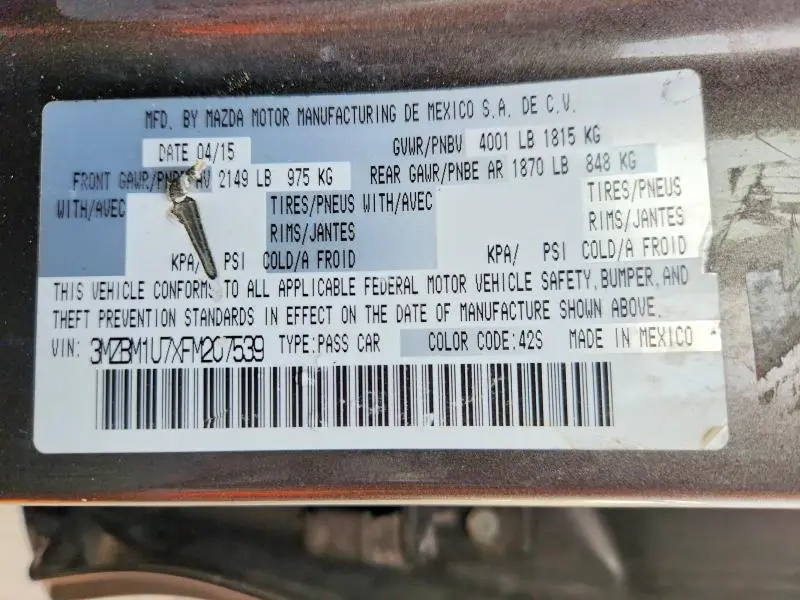 MFD. BY MAZDA MOTOR MANUFACTURING DE MEXICO S.A. DE C.V.
DATE 04/15 GVWR/PNBV 4001 LB 1815 KG
FRONT GAWR/PNBE AV 2149 LB 975 KG REAR GAWR/PNBE AR 1870 LB 848 KG
WITH/AVEC TIRES/PNEUS WITH/AVEC TIRES/PNEUS
RIMS/JANTES RIMS/JANTES
KPA/ PSI COLD/A FROID KPA/ PSI COLD/A FROID
THIS VEHICLE CONFORMS TO ALL APPLICABLE FEDERAL MOTOR VEHICLE SAFETY, BUMPER, AND
THEFT PREVENTION STANDARDS IN EFFECT ON THE DATE OF MANUFACTURE SHOWN ABOVE.
VIN: 3MZBM1U7XFM207539 TYPE:PASS CAR COLOR CODE:42S MADE IN MEXICO